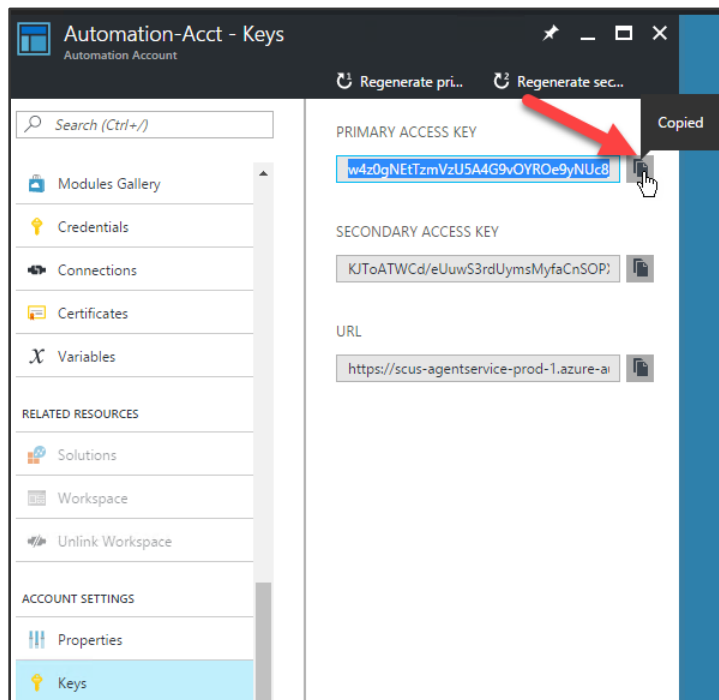 Automation-Acct - Keys
Automation Account
Regenerate pri...
Regenerate sec...
Search (Ctrl+/)
Modules Gallery
Credentials
Connections
Certificates
Variables
RELATED RESOURCES
Solutions
Workspace
Unlink Workspace
ACCOUNT SETTINGS
Properties
Keys
Copied
PRIMARY ACCESS KEY
w4z0gNEtTzmVzU5A4G9vOYROe9yNUc8
SECONDARY ACCESS KEY
KJToATWCd/eUuwS3rdUymsMyfaCnSOP
URL
https://scus-agentservice-prod-1.azure-a